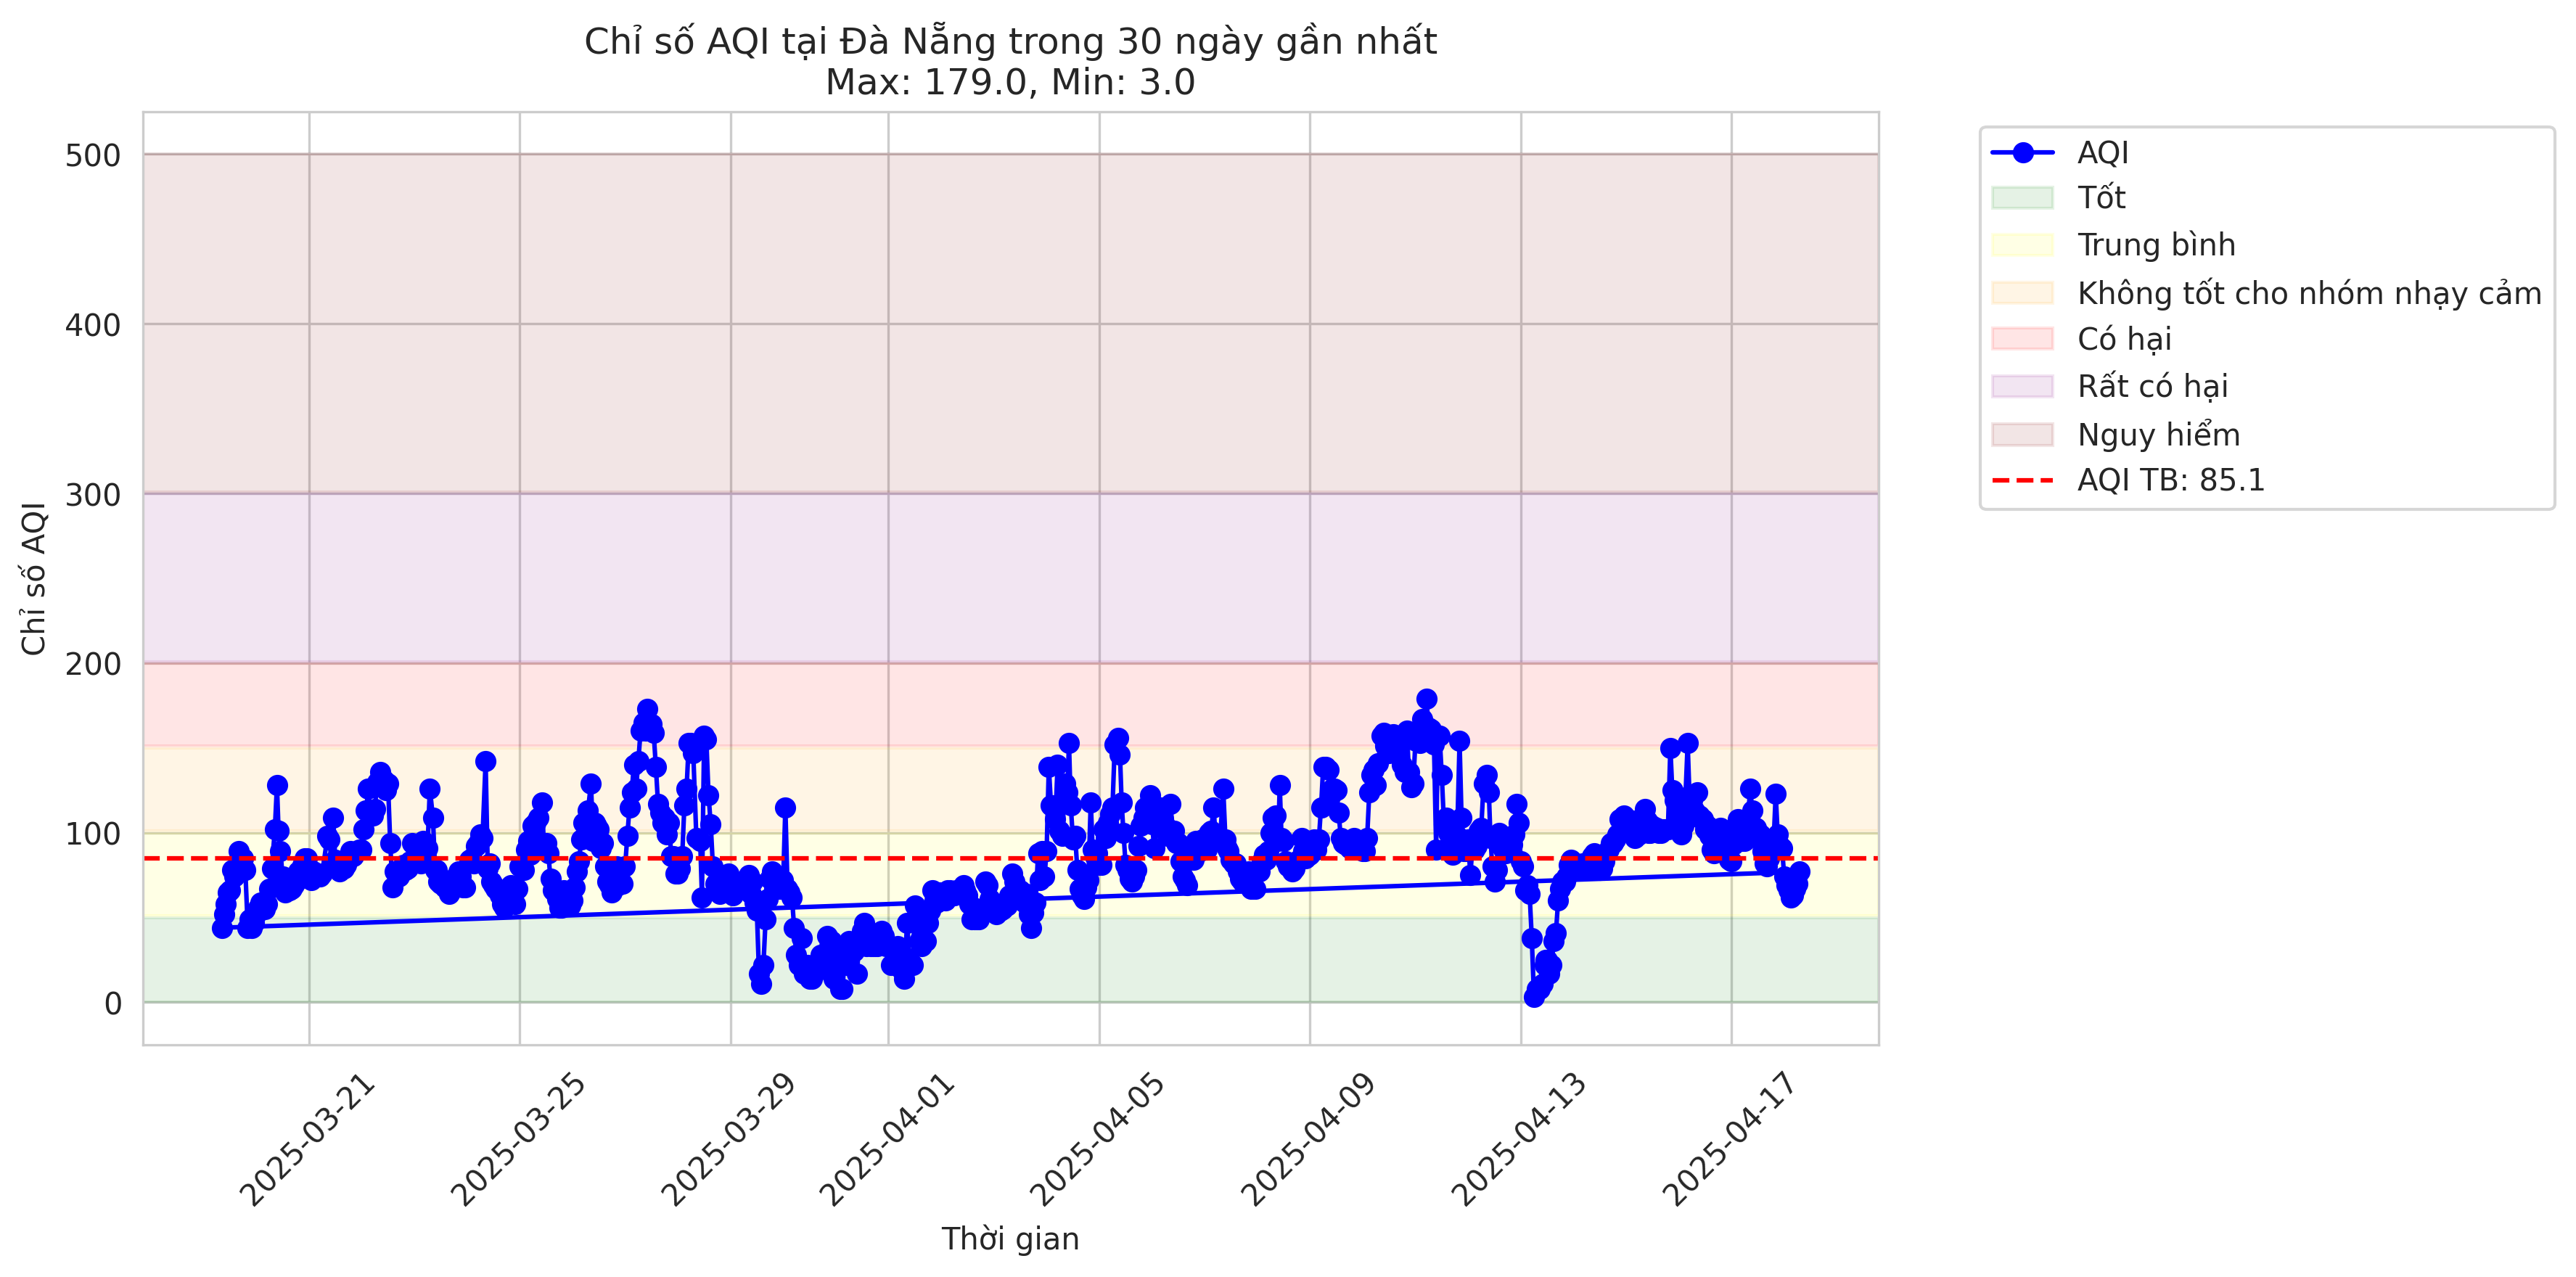 Chỉ số AQI tại Đà Nẵng trong 30 ngày gần nhất
Max: 179.0, Min: 3.0
Chỉ số AQI
500
400
300
200
100
0
2025-03-21
2025-03-25
2025-03-29
2025-04-01
2025-04-05
2025-04-09
2025-04-13
2025-04-17
Thời gian
AQI
Tốt
Trung bình
Không tốt cho nhóm nhạy cảm
Có hại
Rất có hại
Nguy hiểm
AQI TB: 85.1